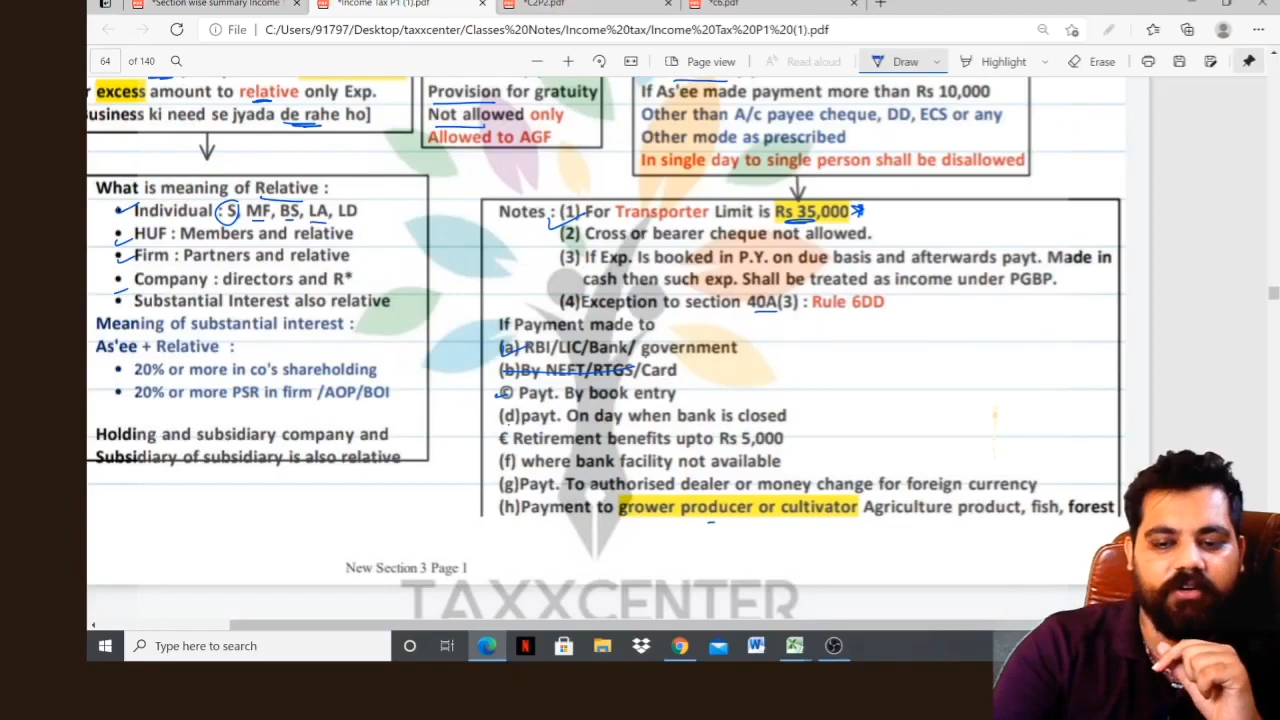 *Section wise summary Income
*Income Tax P1 (1).pdf
*C2P2.pdf
*c6.pdf
File
C:/Users/91797/Desktop/taxxcenter/Classes%20Notes/Income%20tax/Income%20Tax%20P1%20(1).pdf
64 of 140
Page view
Read aloud
Draw
Highlight
Erase
r excess amount to relative only Exp.
Business ki need se jyada de rahe ho]
Provision for gratuity
Not allowed only
Allowed to AGF
If As'ee made payment more than Rs 10,000
Other than A/c payee cheque, DD, ECS or any
Other mode as prescribed
In single day to single person shall be disallowed
What is meaning of Relative :
• Individual : S, MF, BS, LA, LD
• HUF : Members and relative
• Firm : Partners and relative
• Company : directors and R*
• Substantial Interest also relative
Meaning of substantial interest :
As'ee + Relative :
• 20% or more in co's shareholding
• 20% or more PSR in firm /AOP/BOI
Holding and subsidiary company and
Subsidiary of subsidiary is also relative
Notes : (1) For Transporter Limit is Rs 35,000
(2) Cross or bearer cheque not allowed.
(3) If Exp. Is booked in P.Y. on due basis and afterwards payt. Made in
cash then such exp. Shall be treated as income under PGBP.
(4)Exception to section 40A(3) : Rule 6DD
If Payment made to
(a) RBI/LIC/Bank/ government
(b)By NEFT/RTGS/Card
© Payt. By book entry
(d)payt. On day when bank is closed
€ Retirement benefits upto Rs 5,000
(f) where bank facility not available
(g)Payt. To authorised dealer or money change for foreign currency
(h)Payment to grower producer or cultivator Agriculture product, fish, forest
New Section 3 Page 1
TAXXCENTER
Type here to search